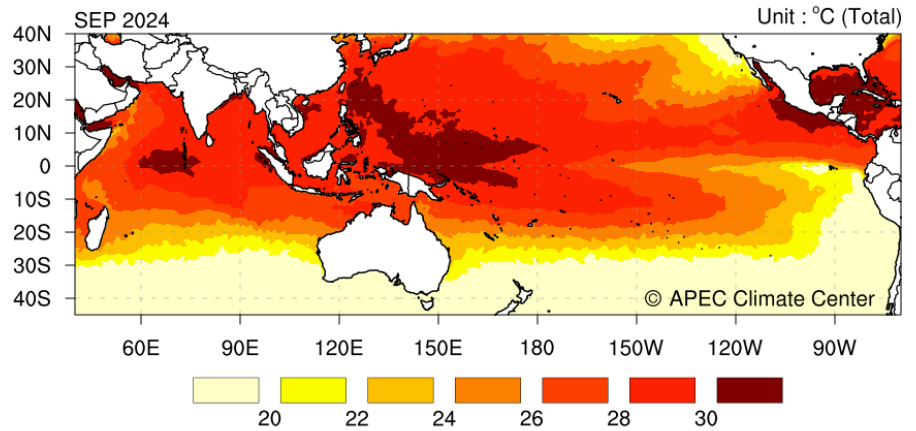 SEP 2024
Unit : °C (Total)
40N
30N
20N
10N
0
10S
20S
30S
40S
© APEC Climate Center
60E 90E 120E 150E 180 150W 120W 90W
20 22 24 26 28 30